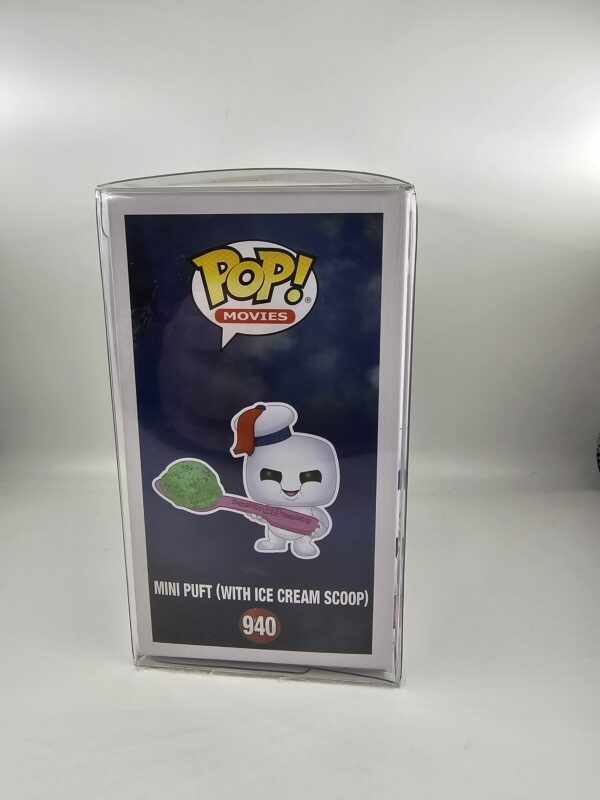 POP!
®
MOVIES
MINI PUFT (WITH ICE CREAM SCOOP)
940